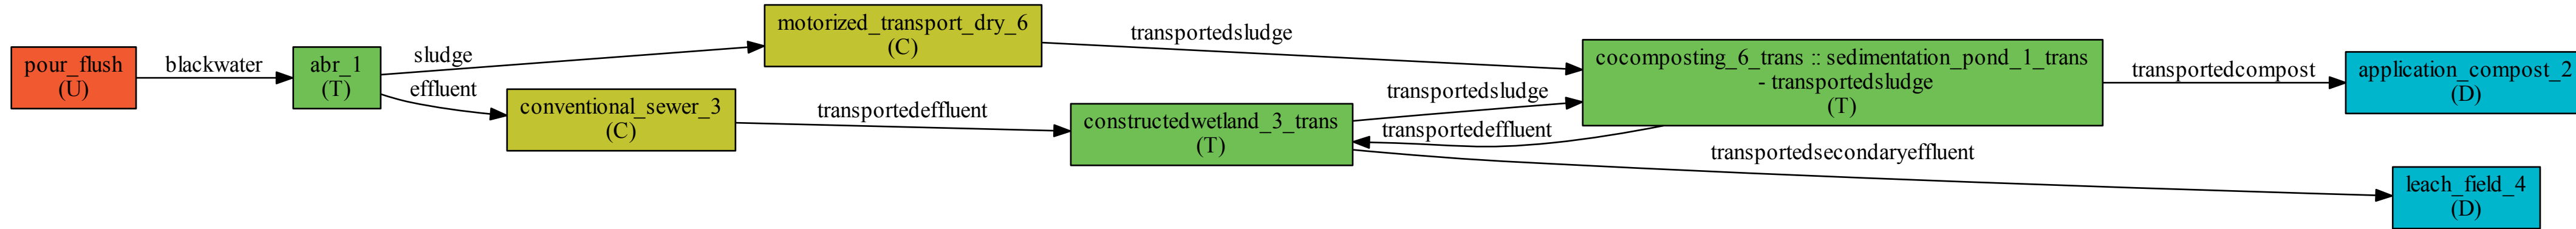 pour_flush
(U)
blackwater
abr_1
(T)
sludge
effluent
motorized_transport_dry_6
(C)
conventional_sewer_3
(C)
transportedsludge
transportedeffluent
constructedwetland_3_trans
(T)
transportedsludge
transportedeffluent
cocomposting_6_trans :: sedimentation_pond_1_trans
- transportedsludge
(T)
transportedsecondaryeffluent
transportedcompost
application_compost_2
(D)
leach_field_4
(D)